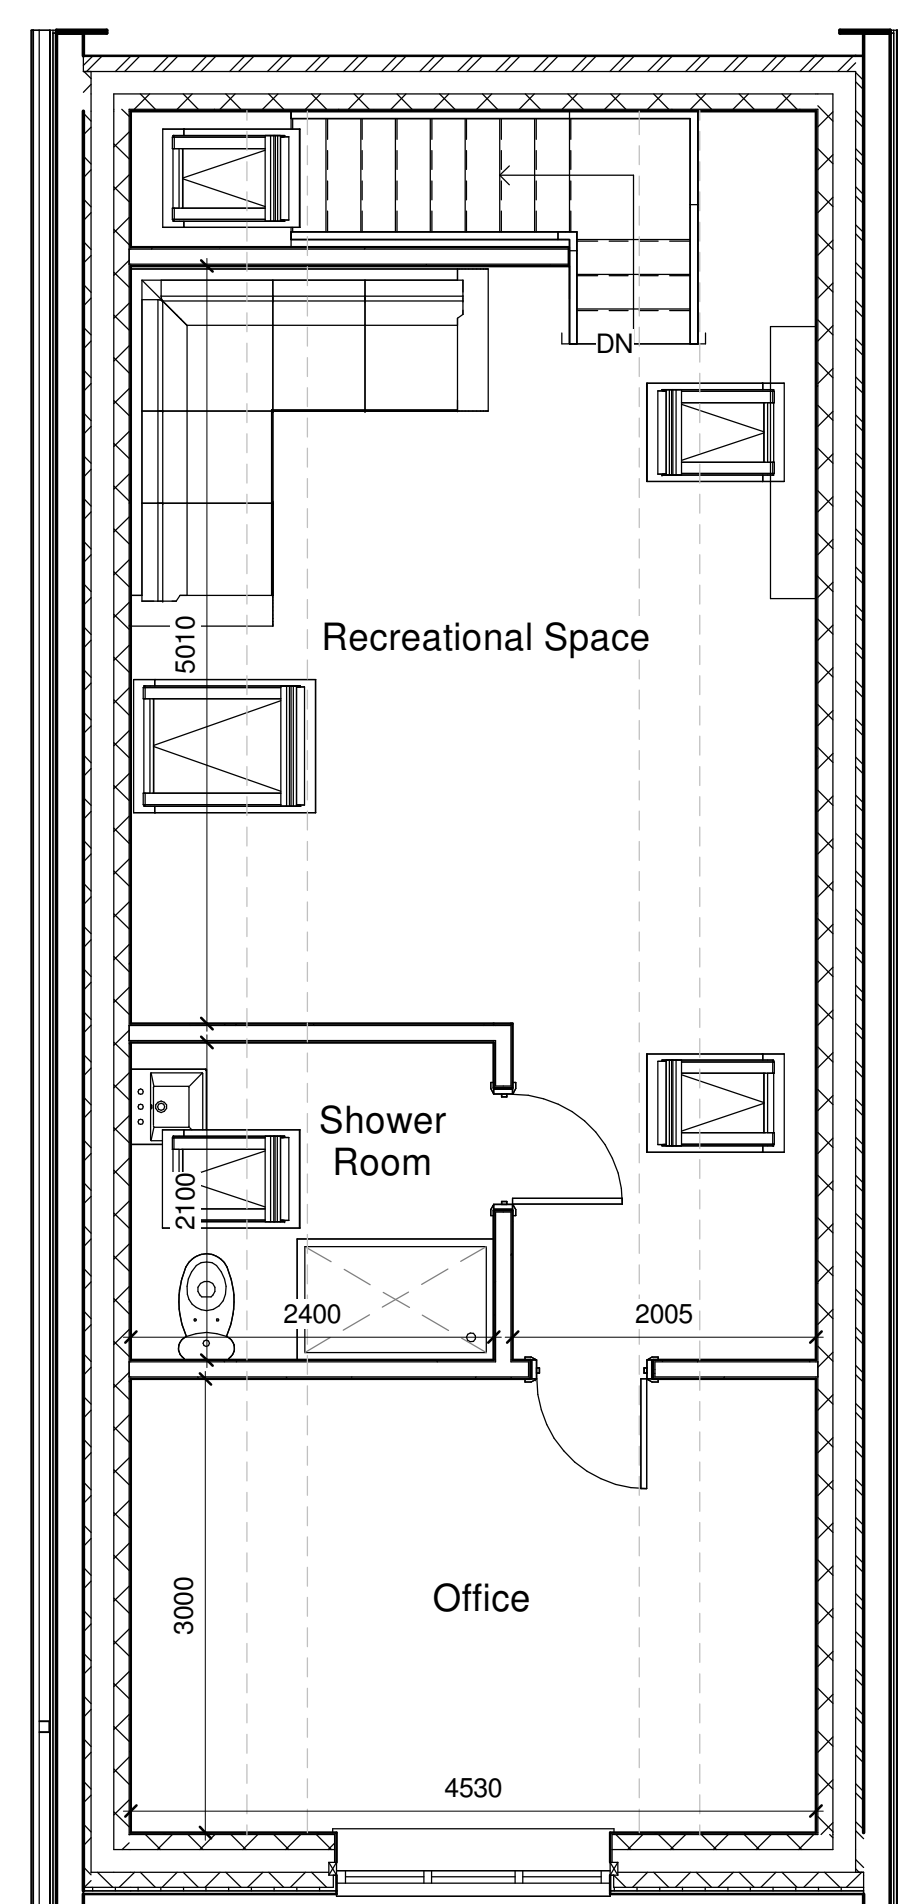 DN
5010
Recreational Space
Shower
Room
2100
2400
2005
3000
Office
4530